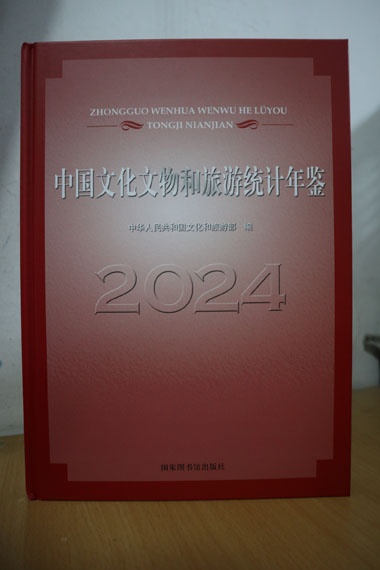 ZHONGGUO WENHUA WENWU HE LÜYOU
TONGJI NIANJIAN
中国文化文物和旅游统计年鉴
中华人民共和国文化和旅游部 编
2024
国家图书馆出版社